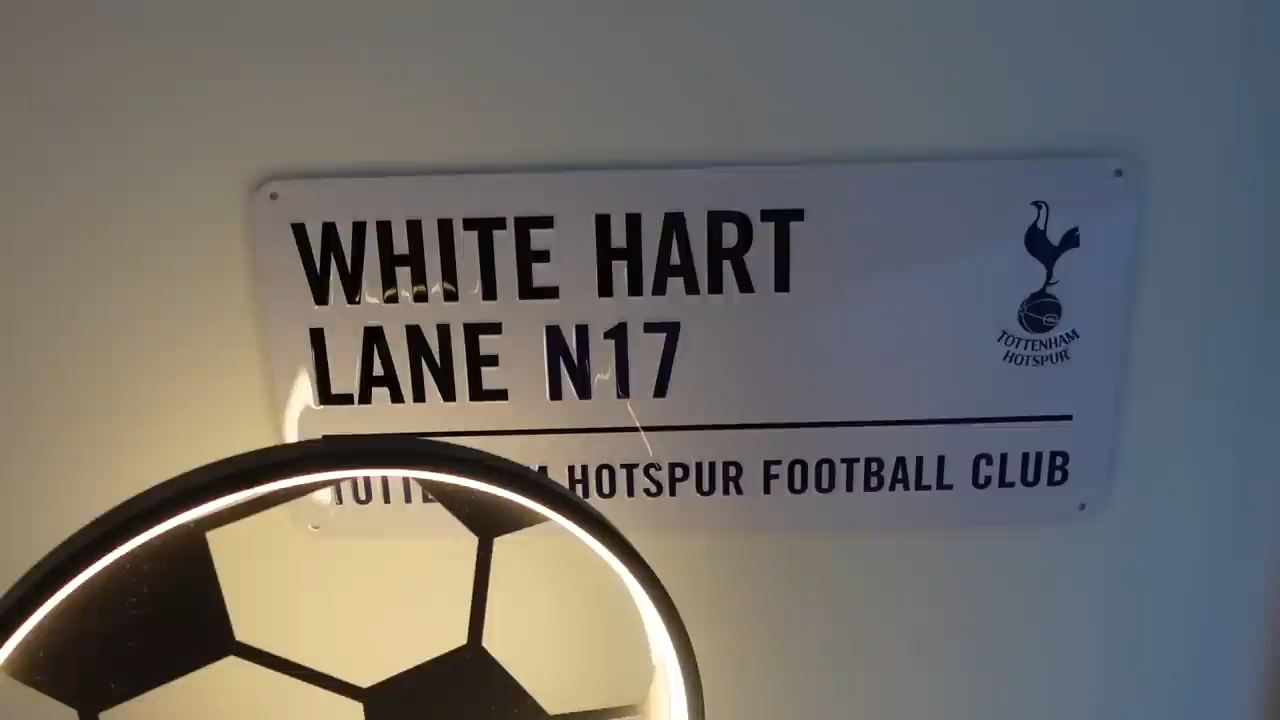 WHITE HART
LANE N17
TOTTENHAM
HOTSPUR
HOTSPUR FOOTBALL CLUB